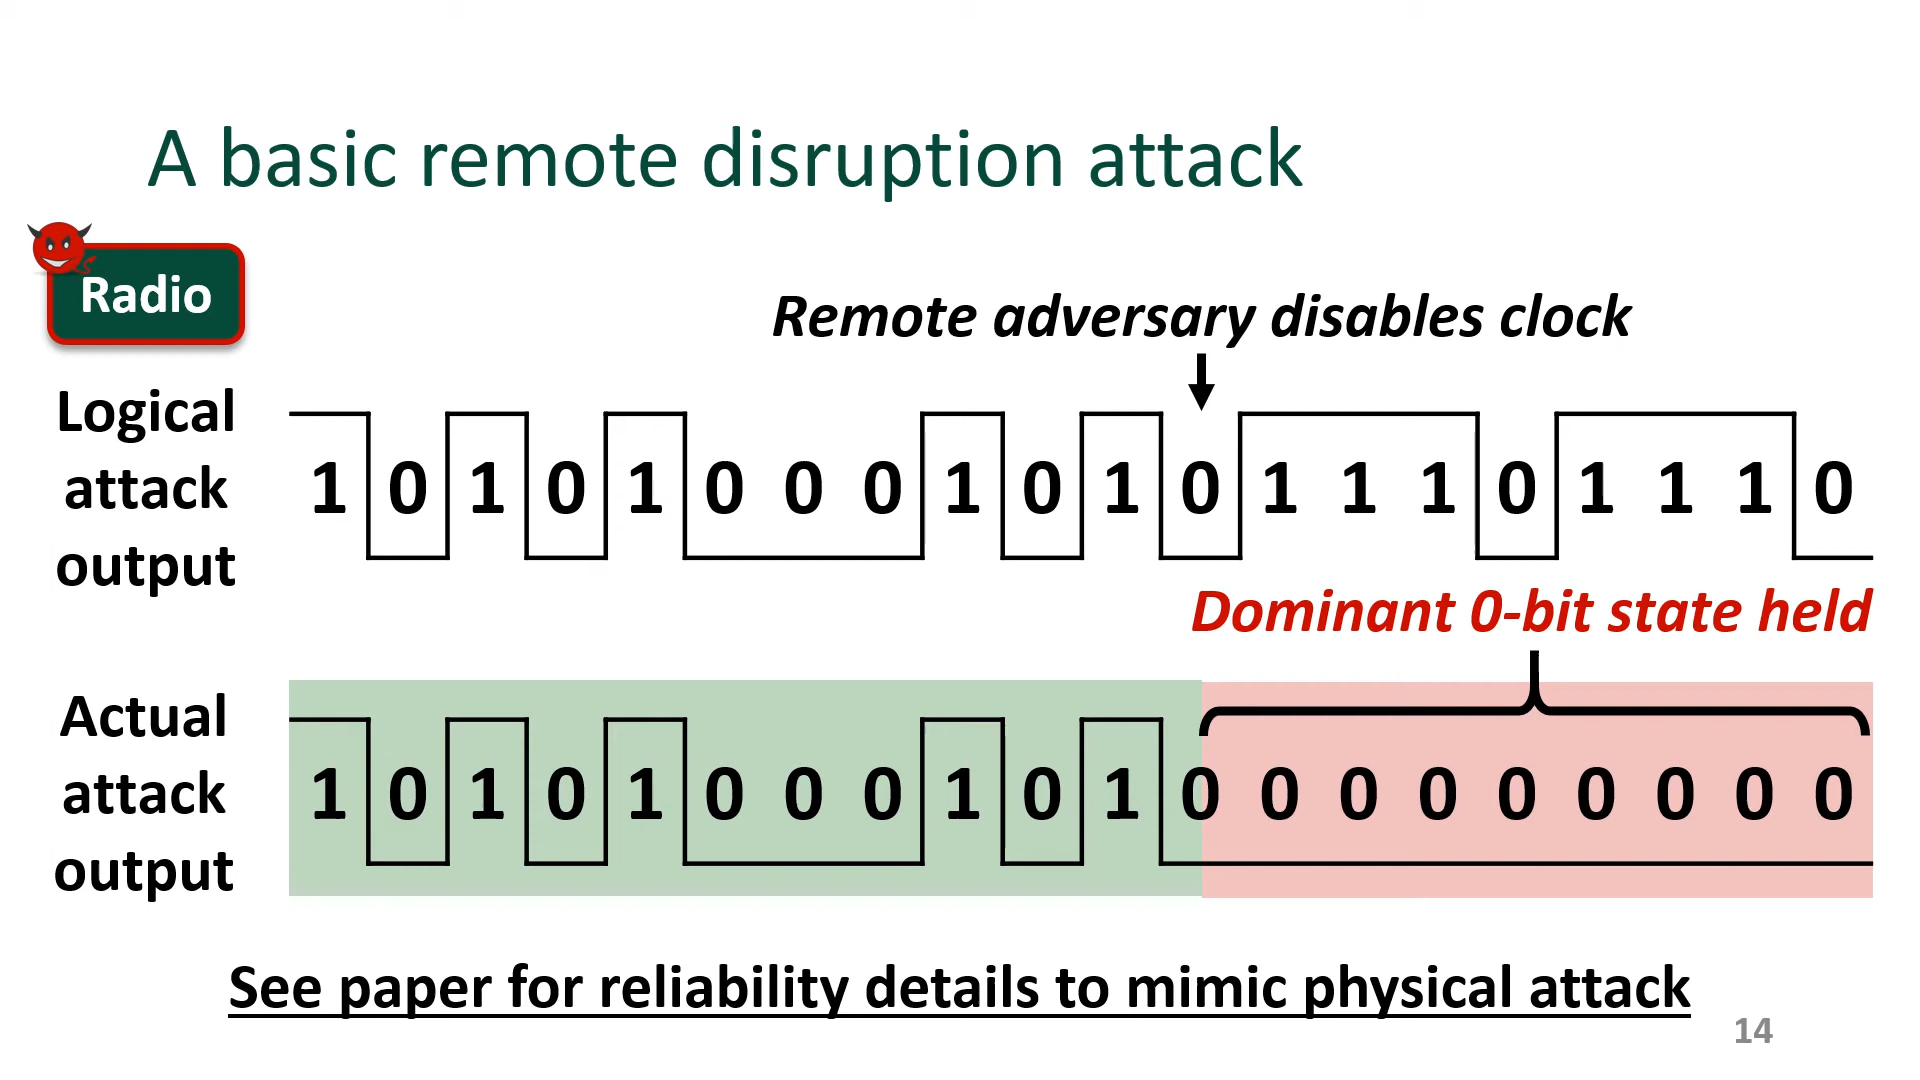 A basic remote disruption attack
Radio
Remote adversary disables clock
Logical
attack
output
1 0 1 0 1 0 0 0 1 0 1 0 1 1 1 0 1 1 1 0
Dominant 0-bit state held
Actual
attack
output
1 0 1 0 1 0 0 0 1 0 1 0 0 0 0 0 0 0 0 0
See paper for reliability details to mimic physical attack
14